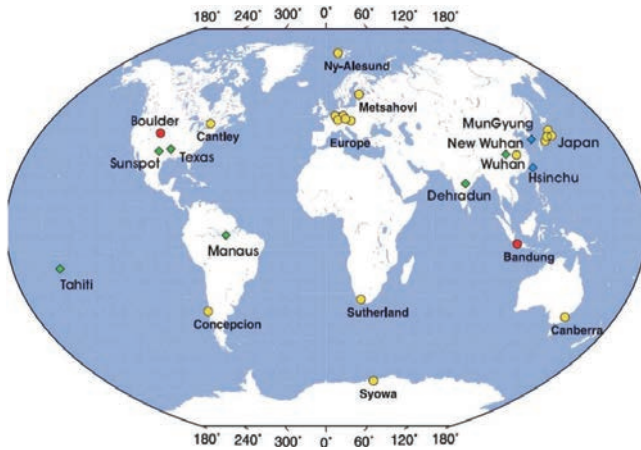 180° 240° 300° 0° 60° 120° 180°
Ny-Alesund
Metsahovi
Boulder
Cantley
MunGyung
New Wuhan
Japan
Sunspot
Texas
Europe
Wuhan
Hsinchu
Dehradun
Manaus
Bandung
Tahiti
Concepcion
Sutherland
Canberra
Syowa
180° 240° 300° 0° 60° 120° 180°